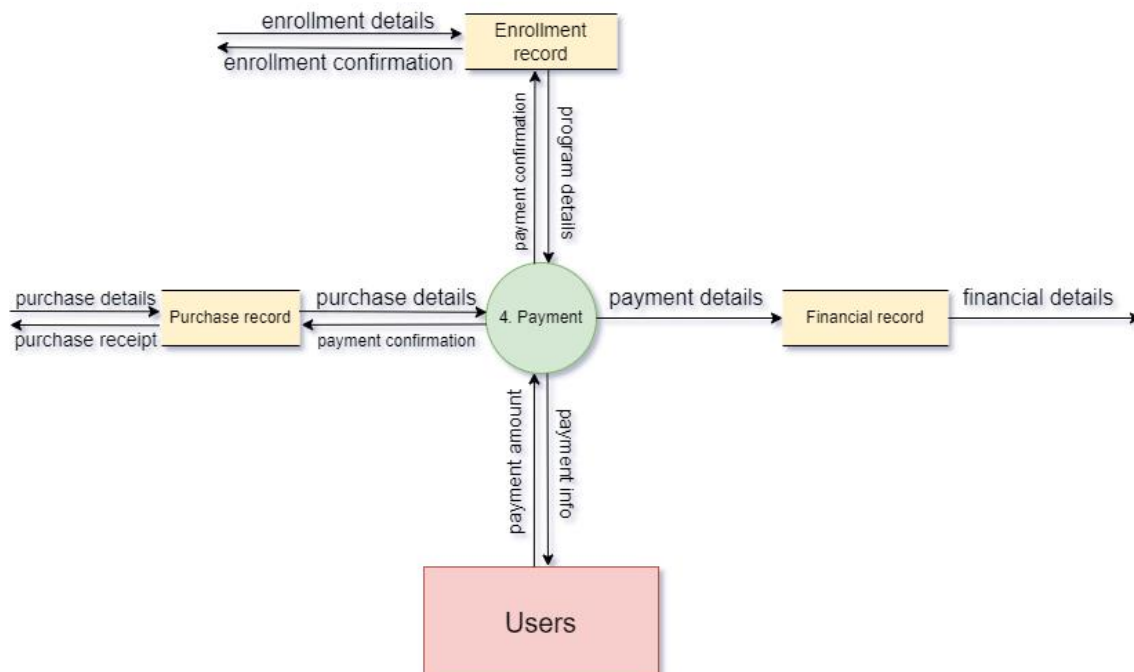 enrollment details
enrollment confirmation
Enrollment
record
payment confirmation
program details
purchase details
purchase receipt
Purchase record
purchase details
payment confirmation
4. Payment
payment details
Financial record
financial details
payment amount
payment info
Users